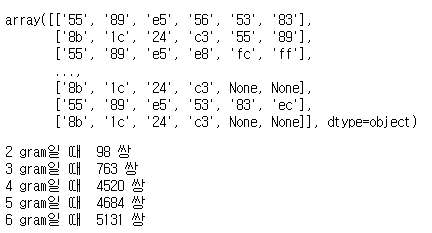 array([['55', '89', 'e5', '56', '53', '83'],
['8b', '1c', '24', 'c3', '55', '89'],
['55', '89', 'e5', 'e8', 'fc', 'ff'],
...,
['8b', '1c', '24', 'c3', None, None],
['55', '89', 'e5', '53', '83', 'ec'],
['8b', '1c', '24', 'c3', None, None]], dtype=object)
2 gram일 때 98 쌍
3 gram일 때 763 쌍
4 gram일 때 4520 쌍
5 gram일 때 4684 쌍
6 gram일 때 5131 쌍